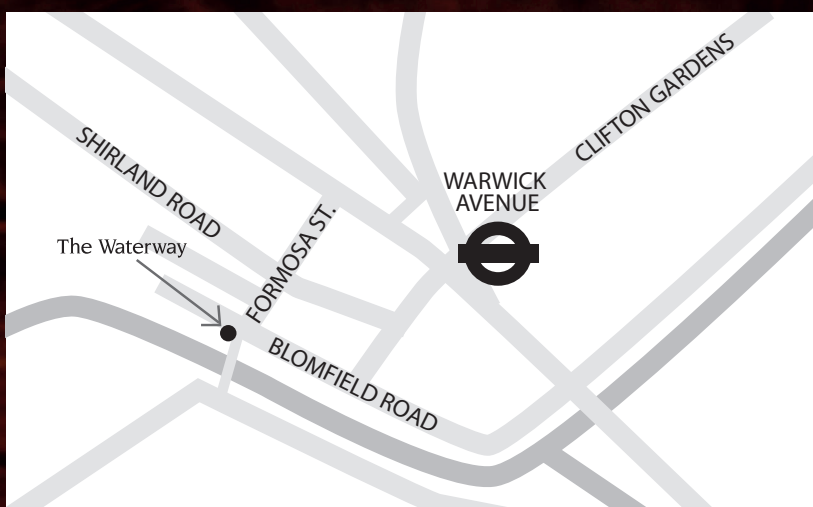 CLIFTON GARDENS
SHIRLAND ROAD
WARWICK
AVENUE
The Waterway
FORMOSA ST.
BLOMFIELD ROAD